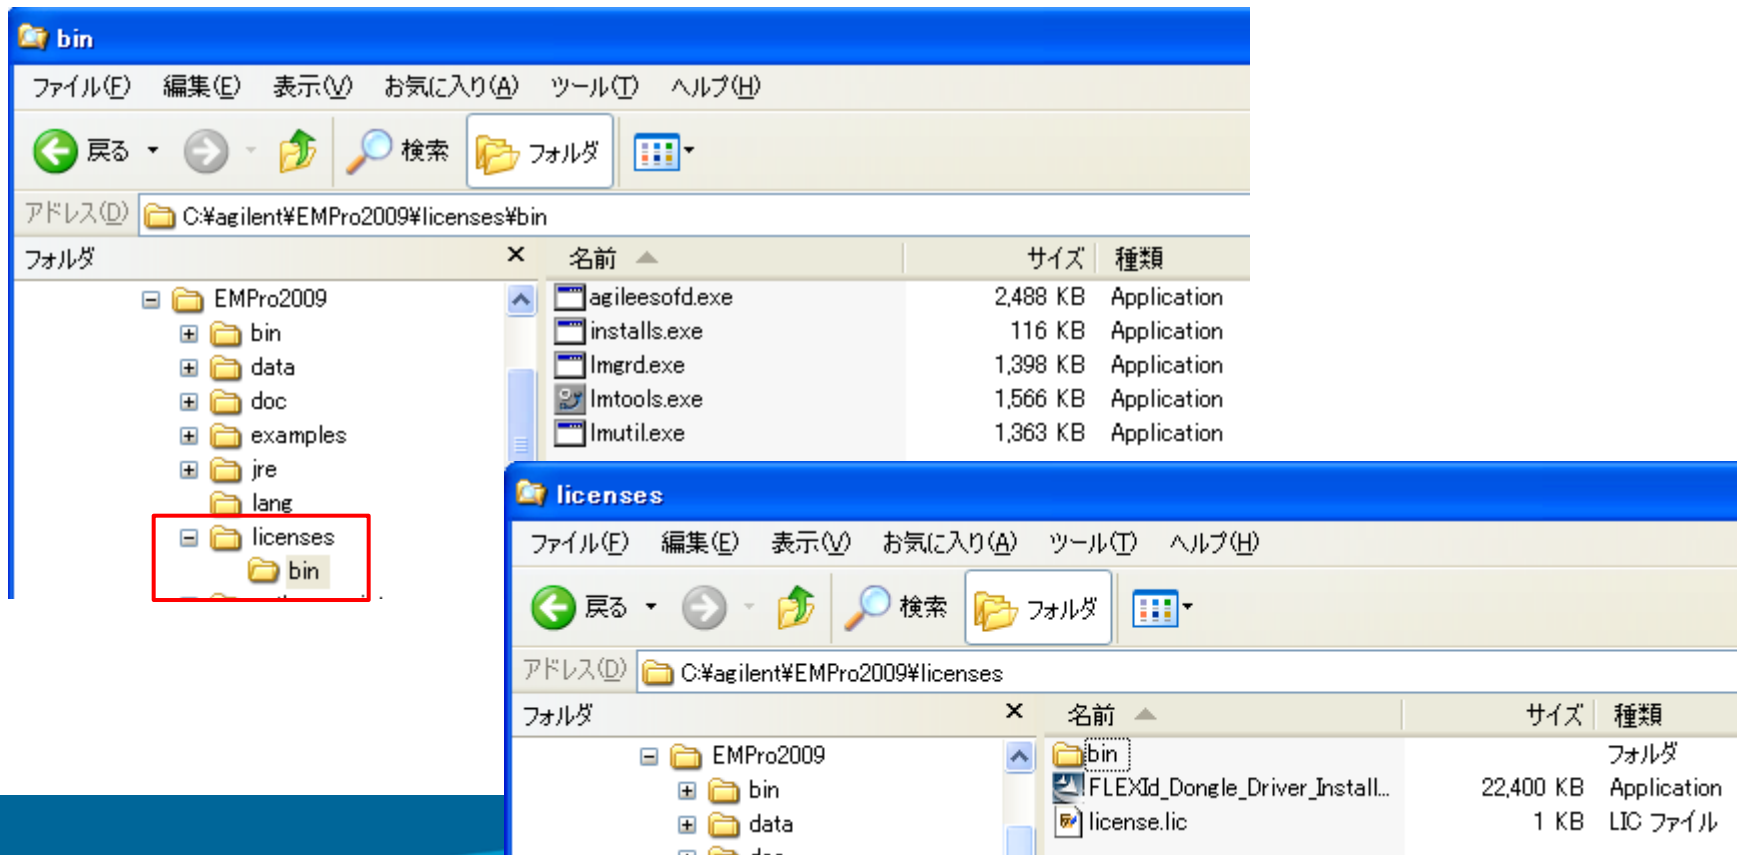 bin
ファイル(F) 編集(E) 表示(V) お気に入り(A) ツール(T) ヘルプ(H)
戻る 検索 フォルダ
アドレス(D) C:¥agilent¥EMPro2009¥licenses¥bin
フォルダ × 名前 サイズ 種類
EMPro2009
bin
data
doc
examples
jre
lang
licenses
bin
agileesofd.exe 2,488 KB Application
installs.exe 116 KB Application
lmgrd.exe 1,398 KB Application
lmtools.exe 1,566 KB Application
lmutil.exe 1,363 KB Application
licenses
ファイル(F) 編集(E) 表示(V) お気に入り(A) ツール(T) ヘルプ(H)
戻る 検索 フォルダ
アドレス(D) C:¥agilent¥EMPro2009¥licenses
フォルダ × 名前 サイズ 種類
EMPro2009
bin
data
bin フォルダ
FLEXId_Dongle_Driver_Install... 22,400 KB Application
license.lic 1 KB LIC ファイル